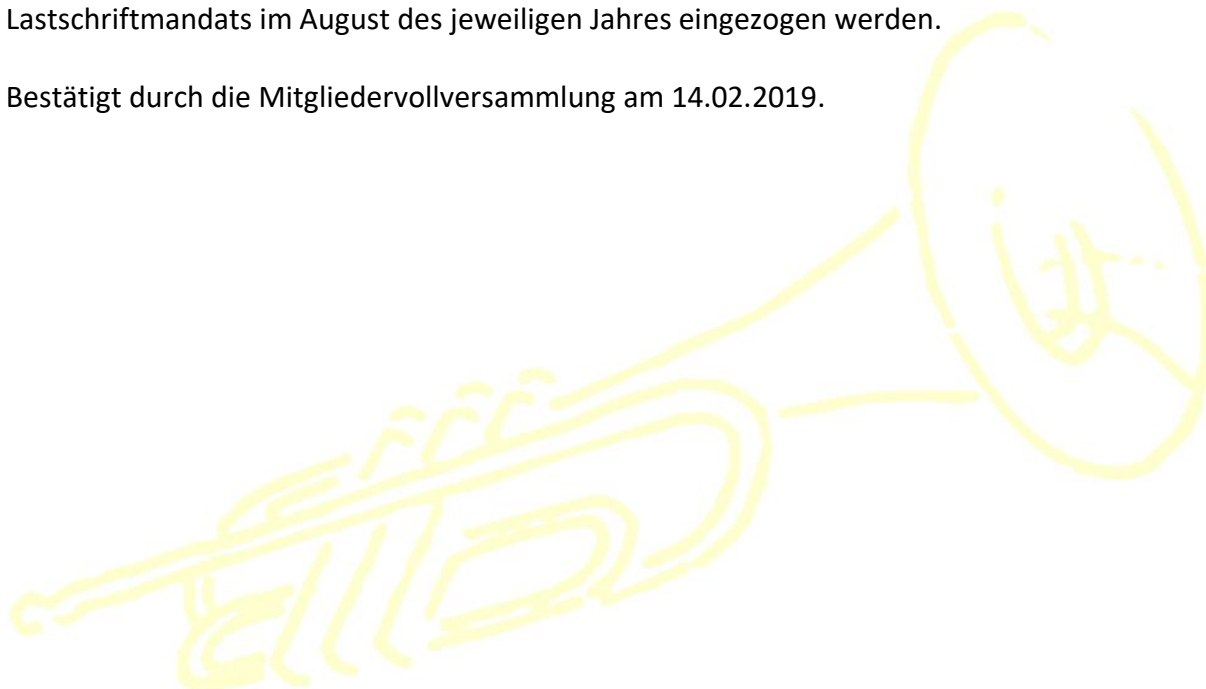 Lastschriftmandats im August des jeweiligen Jahres eingezogen werden.
Bestätigt durch die Mitgliedervollversammlung am 14.02.2019.